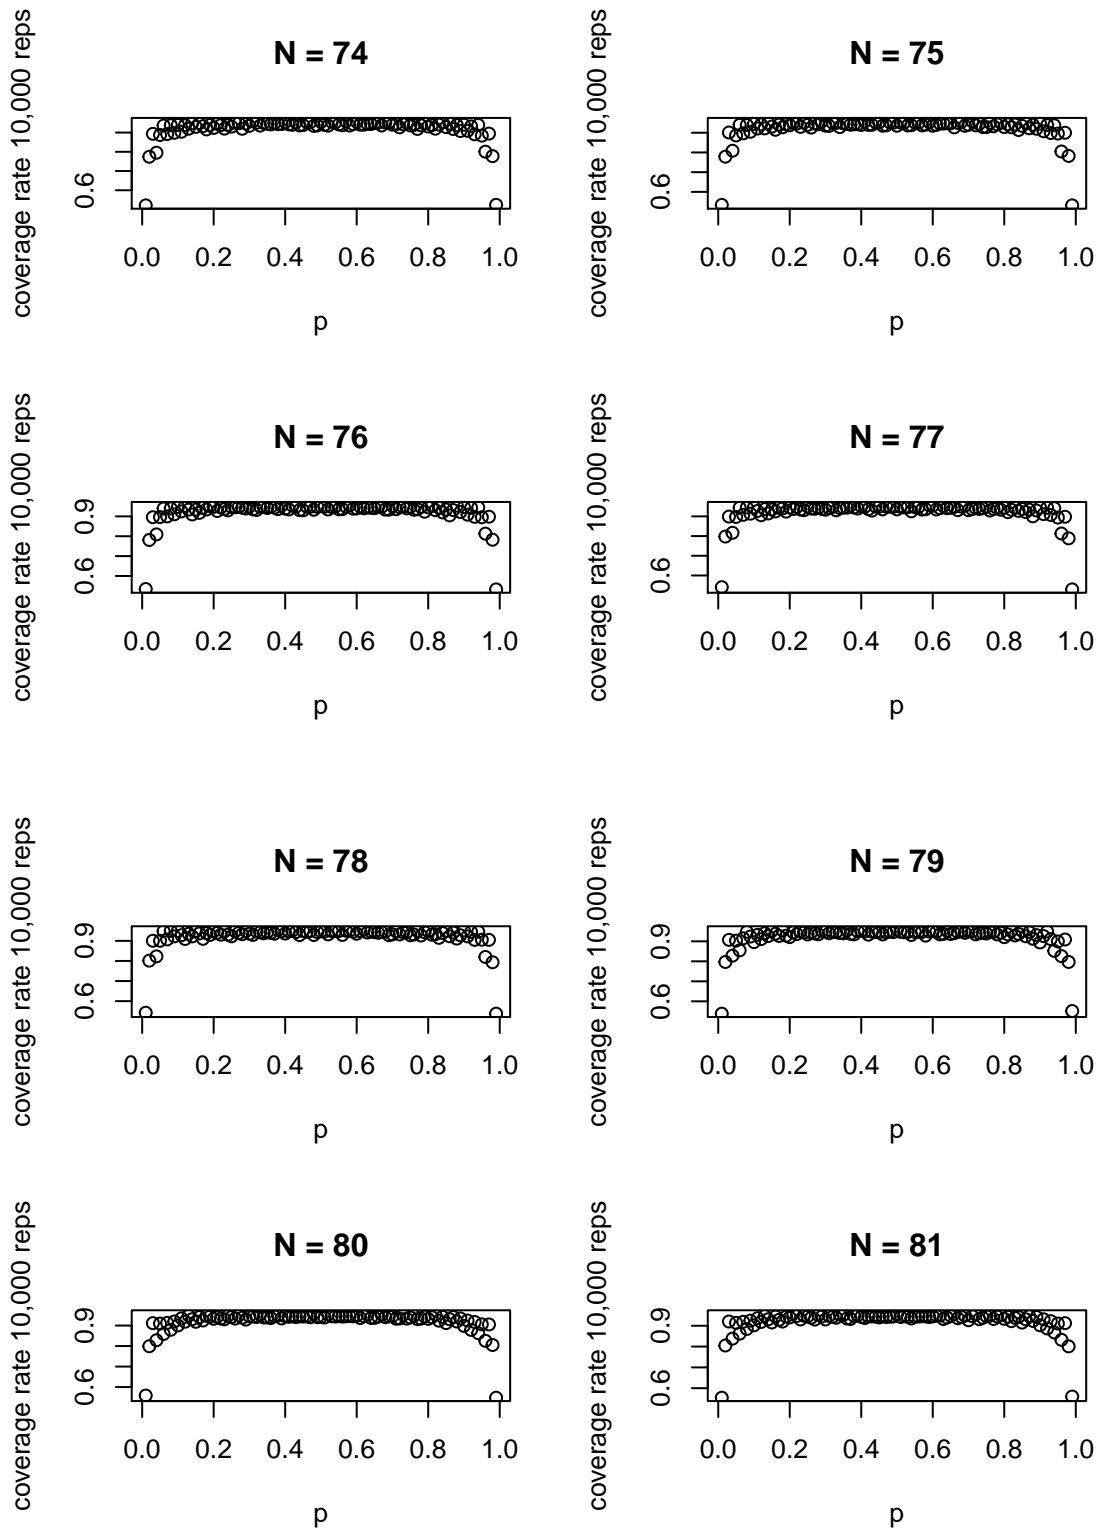 N = 74
coverage rate 10,000 reps
0.6
0.0 0.2 0.4 0.6 0.8 1.0
p
N = 75
coverage rate 10,000 reps
0.6
0.0 0.2 0.4 0.6 0.8 1.0
p
N = 76
coverage rate 10,000 reps
0.6 0.9
0.0 0.2 0.4 0.6 0.8 1.0
p
N = 77
coverage rate 10,000 reps
0.6
0.0 0.2 0.4 0.6 0.8 1.0
p
N = 78
coverage rate 10,000 reps
0.6 0.9
0.0 0.2 0.4 0.6 0.8 1.0
p
N = 79
coverage rate 10,000 reps
0.6 0.9
0.0 0.2 0.4 0.6 0.8 1.0
p
N = 80
coverage rate 10,000 reps
0.6 0.9
0.0 0.2 0.4 0.6 0.8 1.0
p
N = 81
coverage rate 10,000 reps
0.6 0.9
0.0 0.2 0.4 0.6 0.8 1.0
p